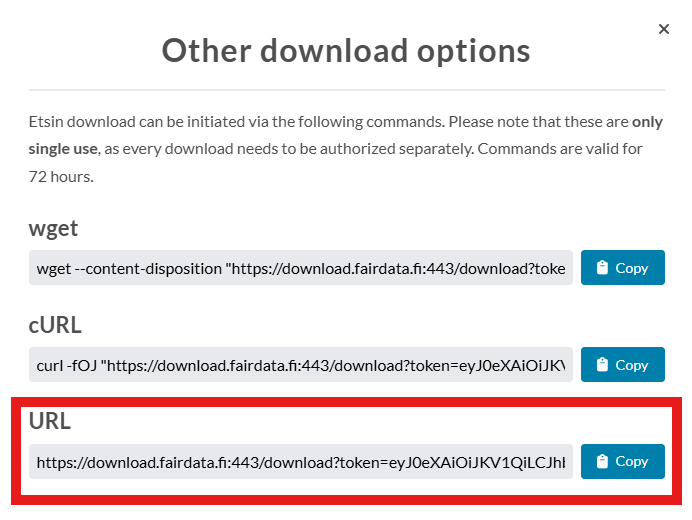 Other download options
Etsin download can be initiated via the following commands. Please note that these are only
single use, as every download needs to be authorized separately. Commands are valid for
72 hours.
wget
wget --content-disposition "https://download.fairdata.fi:443/download?toke
Copy
cURL
curl -fOJ "https://download.fairdata.fi:443/download?token=eyJ0eXAiOiJKV
Copy
URL
https://download.fairdata.fi:443/download?token=eyJ0eXAiOiJKV1QiLCJhb
Copy